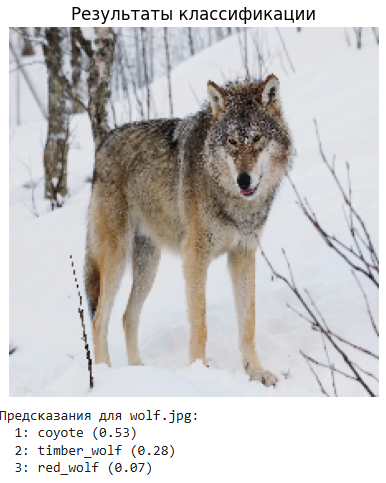 Результаты классификации
Предсказания для wolf.jpg:
1: coyote (0.53)
2: timber_wolf (0.28)
3: red_wolf (0.07)